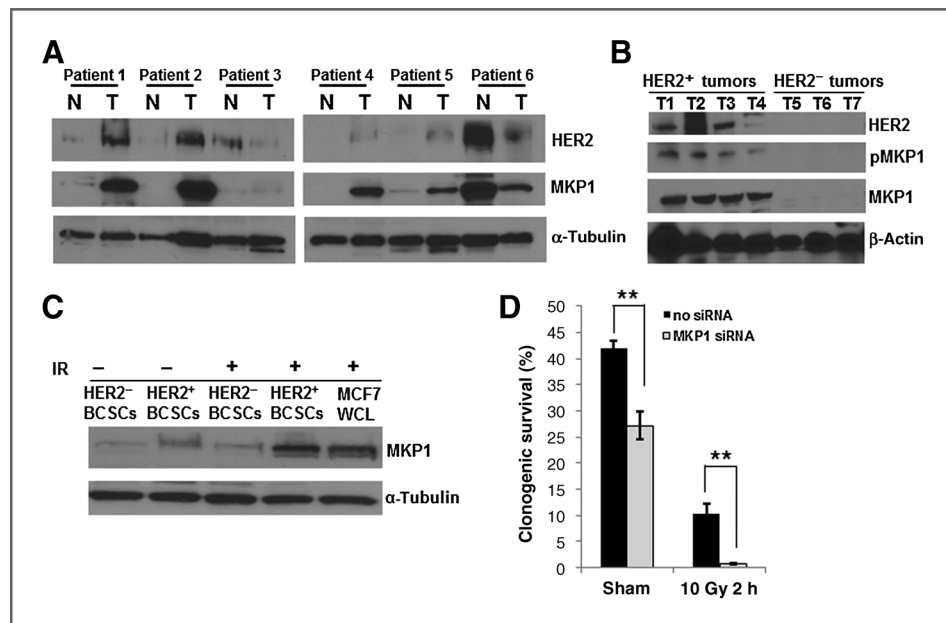 A
Patient 1 Patient 2 Patient 3 Patient 4 Patient 5 Patient 6
N T N T N T N T N T N T
HER2
MKP1
α-Tubulin
B
HER2+ tumors HER2− tumors
T1 T2 T3 T4 T5 T6 T7
HER2
pMKP1
MKP1
β-Actin
C
IR − − + + +
HER2− HER2+ HER2− HER2+ MCF7
BCSCs BCSCs BCSCs BCSCs WCL
MKP1
α-Tubulin
D
Clonogenic survival (%)
50
45
40
35
30
25
20
15
10
5
0
**
**
no siRNA
MKP1 siRNA
Sham 10 Gy 2 h